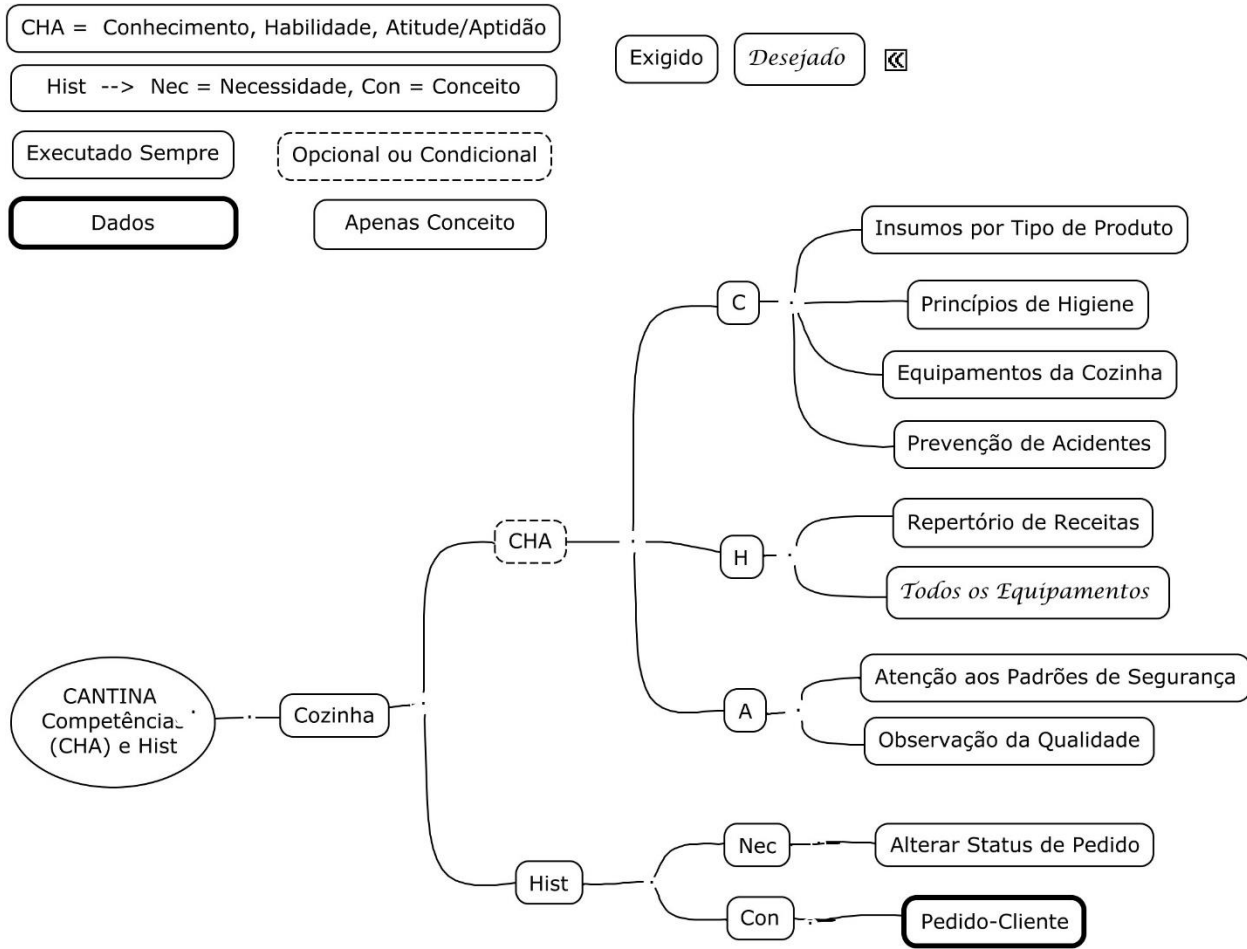 CHA = Conhecimento, Habilidade, Atitude/Aptidão
Exigido
Desejado
Hist --> Nec = Necessidade, Con = Conceito
Executado Sempre
Opcional ou Condicional
Dados
Apenas Conceito
Insumos por Tipo de Produto
C
Princípios de Higiene
Equipamentos da Cozinha
Prevenção de Acidentes
Repertório de Receitas
CHA
H
Todos os Equipamentos
Atenção aos Padrões de Segurança
A
Observação da Qualidade
CANTINA
Competências
(CHA) e Hist
Cozinha
Nec
Alterar Status de Pedido
Hist
Con
Pedido-Cliente